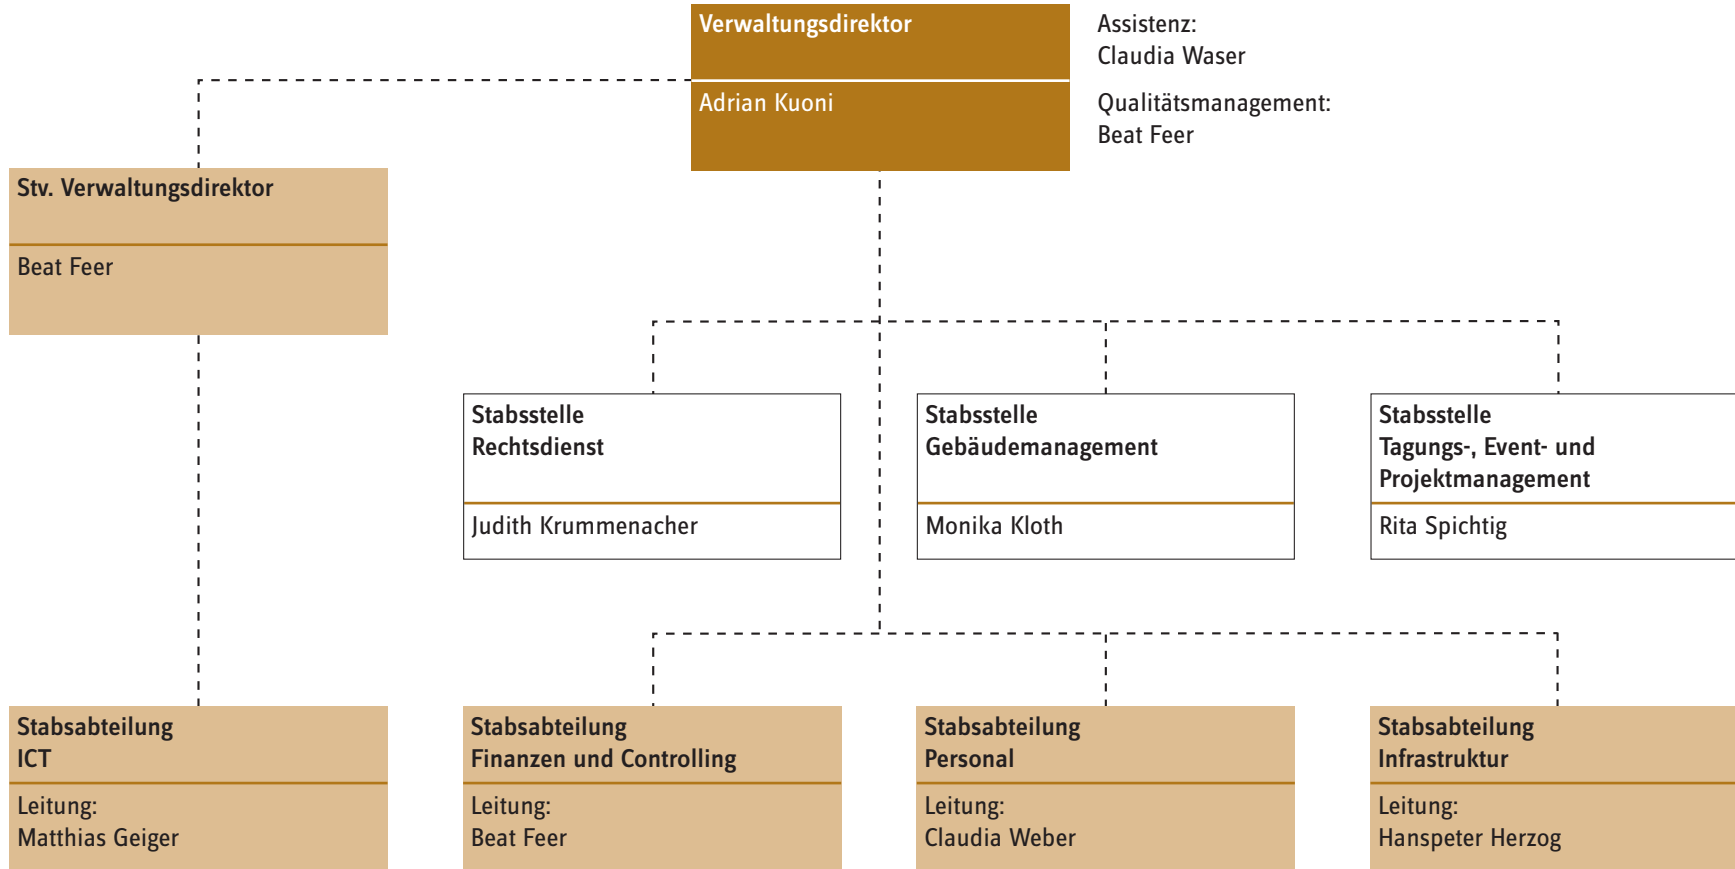 Verwaltungsdirektor
Adrian Kuoni
Assistenz:
Claudia Waser
Qualitätsmanagement:
Beat Feer
Stv. Verwaltungsdirektor
Beat Feer
Stabsstelle
Rechtsdienst
Judith Krummenacher
Stabsstelle
Gebäudemanagement
Monika Kloth
Stabsstelle
Tagungs-, Event- und
Projektmanagement
Rita Spichtig
Stabsabteilung
ICT
Leitung:
Matthias Geiger
Stabsabteilung
Finanzen und Controlling
Leitung:
Beat Feer
Stabsabteilung
Personal
Leitung:
Claudia Weber
Stabsabteilung
Infrastruktur
Leitung:
Hanspeter Herzog